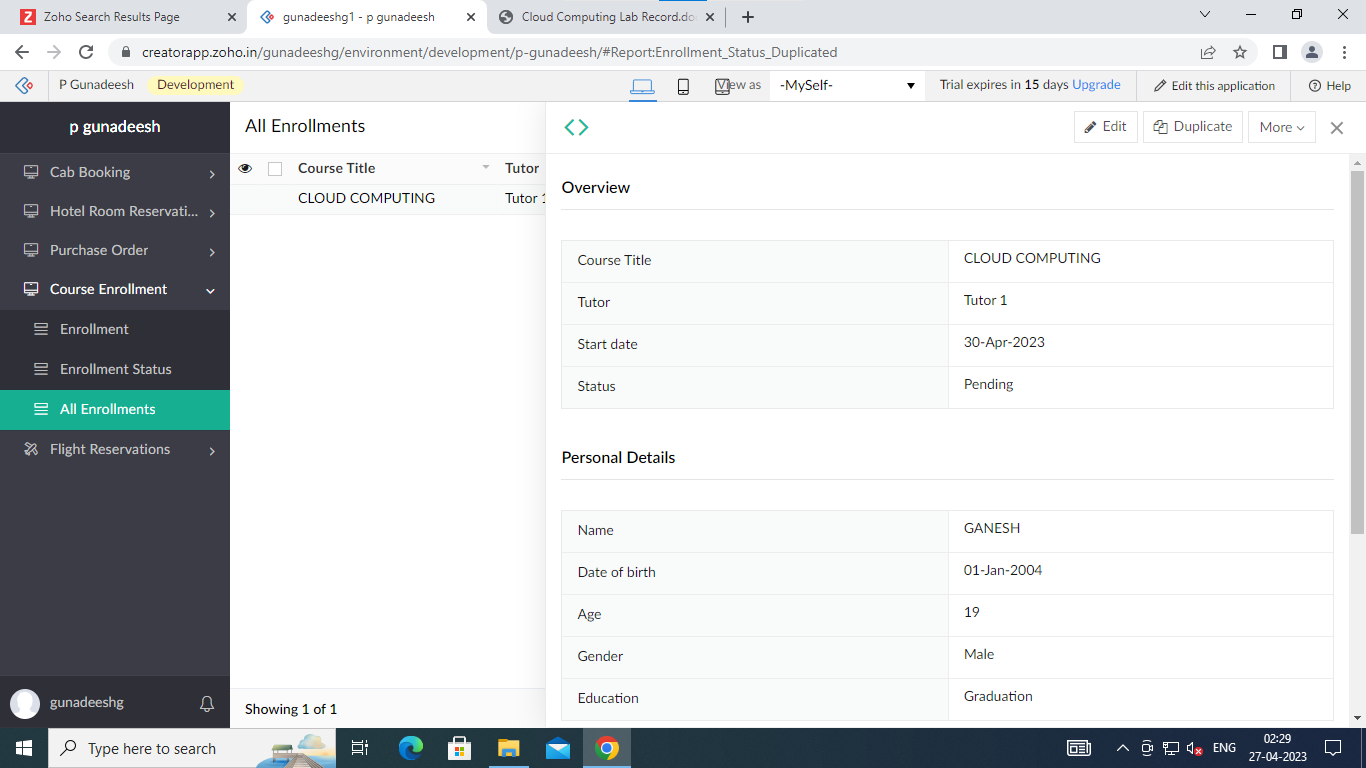 Zoho Search Results Page
gunadeeshg1 - p gunadeesh
Cloud Computing Lab Record.do
creatorapp.zoho.in/gunadeeshg/environment/development/p-gunadeesh/#Report:Enrollment_Status_Duplicated
P Gunadeesh
Development
View as
-MySelf-
Trial expires in 15 days Upgrade
Edit this application
Help
p gunadeesh
Cab Booking
Hotel Room Reservati...
Purchase Order
Course Enrollment
Enrollment
Enrollment Status
All Enrollments
Flight Reservations
gunadeeshg
All Enrollments
Course Title
Tutor
CLOUD COMPUTING
Tutor 1
Showing 1 of 1
Edit
Duplicate
More
Overview
Course Title
CLOUD COMPUTING
Tutor
Tutor 1
Start date
30-Apr-2023
Status
Pending
Personal Details
Name
GANESH
Date of birth
01-Jan-2004
Age
19
Gender
Male
Education
Graduation
Type here to search
ENG
02:29
27-04-2023